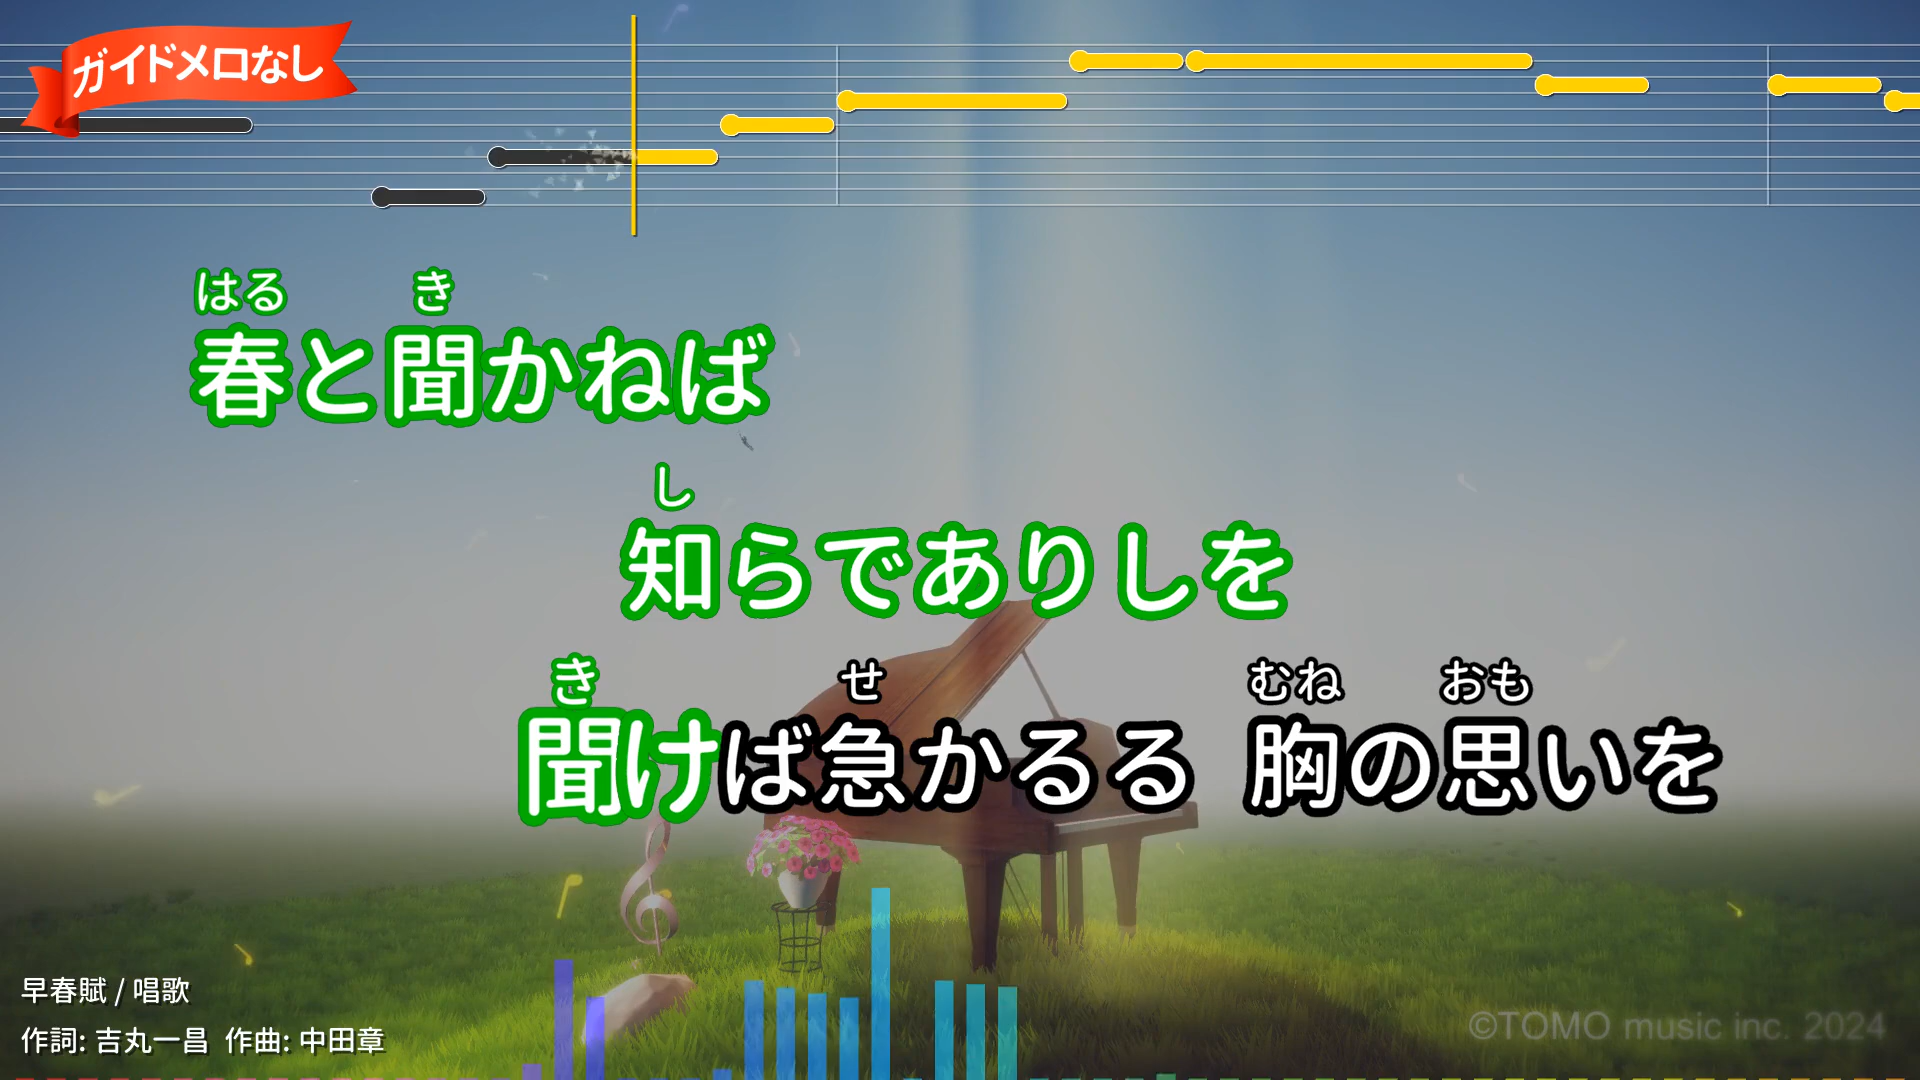 ガイドメロなし
はる き
春と聞かねば
し
知らでありしを
き せ むね おも
聞けば急かるる 胸の思いを
早春賦 / 唱歌
作詞: 吉丸一昌 作曲: 中田章
©TOMO music inc. 2024